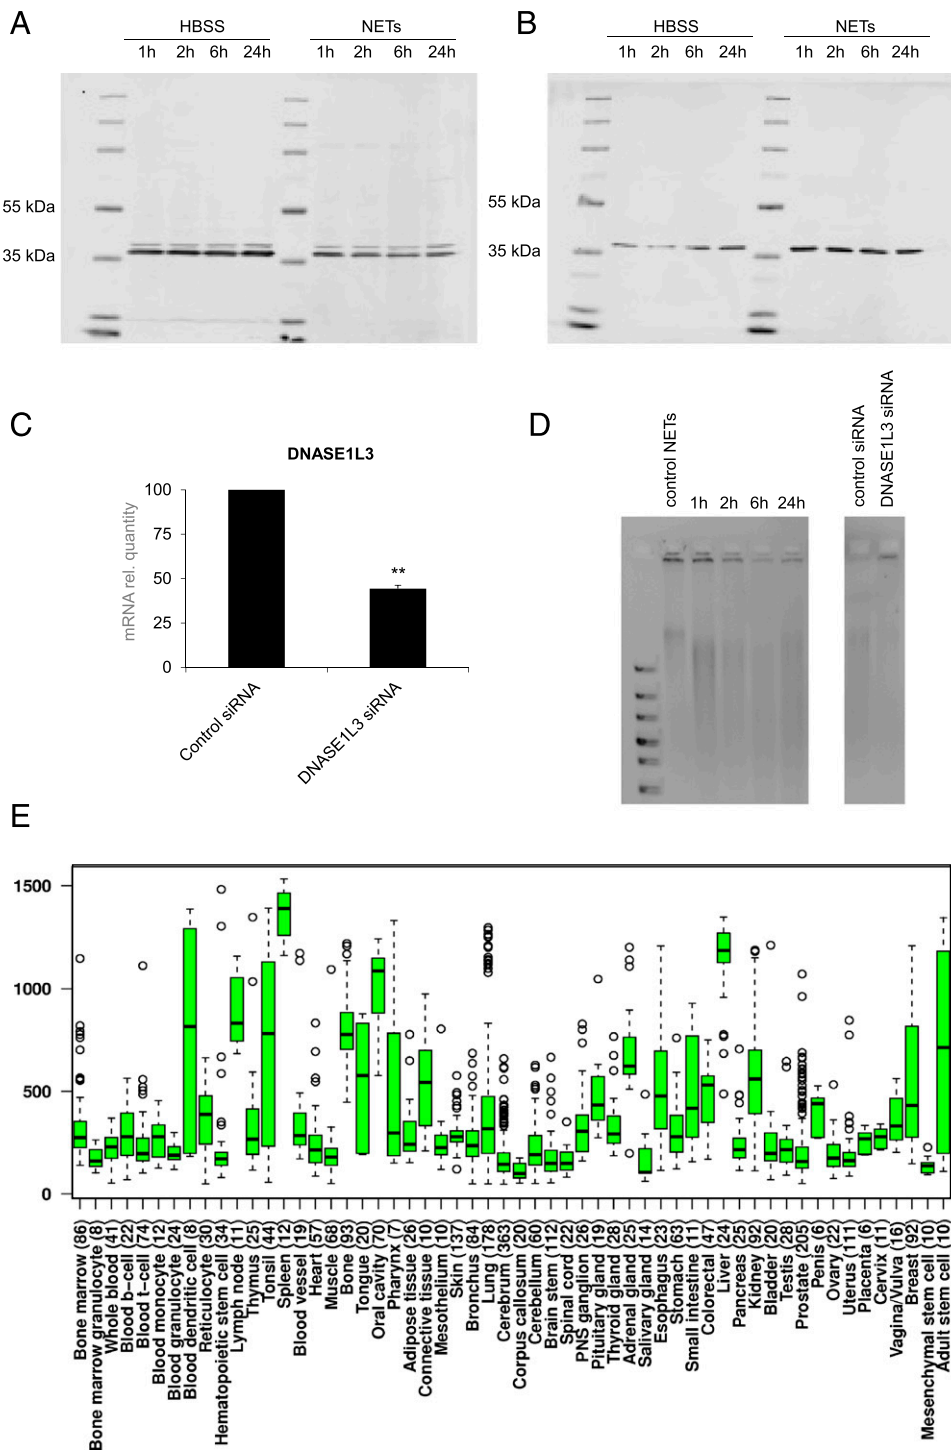 A
HBSS
NETs
1h 2h 6h 24h
1h 2h 6h 24h
55 kDa
35 kDa
B
HBSS
NETs
1h 2h 6h 24h
1h 2h 6h 24h
55 kDa
35 kDa
C
DNASE1L3
mRNA rel. quantity
100
75
50
25
0
**
Control siRNA
DNASE1L3 siRNA
D
control NETs
1h 2h 6h 24h
control siRNA
DNASE1L3 siRNA
E
1500
1000
500
0
Bone marrow (86)
Bone marrow granulocyte (8)
Whole blood (41)
Blood b−cell (22)
Blood t−cell (74)
Blood monocyte (12)
Blood granulocyte (24)
Blood dendritic cell (8)
Reticulocyte (30)
Hematopoietic stem cell (34)
Lymph node (11)
Thymus (25)
Tonsil (44)
Spleen (12)
Blood vessel (19)
Heart (57)
Muscle (68)
Bone (93)
Tongue (20)
Oral cavity (70)
Pharynx (7)
Adipose tissue (26)
Connective tissue (10)
Mesothelium (10)
Skin (137)
Bronchus (84)
Lung (178)
Cerebrum (363)
Corpus callosum (20)
Cerebellum (60)
Brain stem (112)
Spinal cord (22)
PNS ganglion (26)
Pituitary gland (19)
Thyroid gland (28)
Adrenal gland (25)
Salivary gland (14)
Esophagus (23)
Stomach (63)
Small intestine (11)
Colorectal (47)
Liver (24)
Pancreas (25)
Kidney (92)
Bladder (20)
Testis (28)
Prostate (205)
Penis (6)
Ovary (22)
Uterus (111)
Placenta (6)
Cervix (11)
Vagina/Vulva (16)
Breast (92)
Mesenchymal stem cell (10)
Adult stem cell (10)